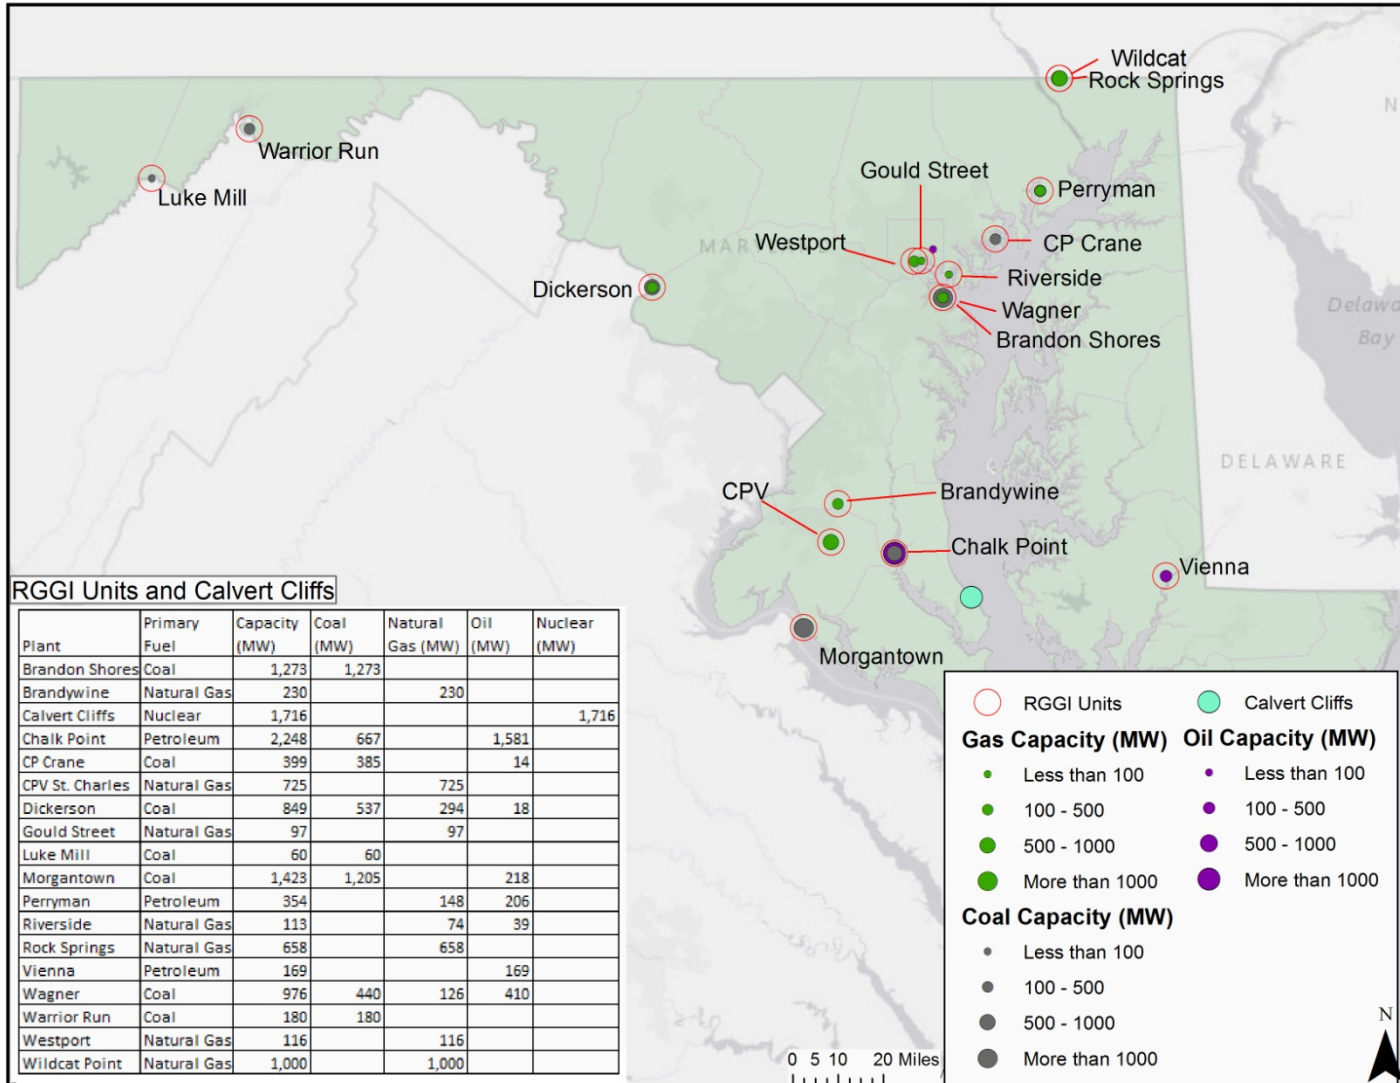 Wildcat
Rock Springs
N
Warrior Run
Luke Mill
Gould Street
Perryman
MARYLAND
Westport
CP Crane
Riverside
Dickerson
Wagner
Brandon Shores
Delawa
Bay
DELAWARE
CPV
Brandywine
Chalk Point
Vienna
Morgantown
RGGI Units and Calvert Cliffs
Plant Primary Fuel Capacity (MW) Coal (MW) Natural Gas (MW) Oil (MW) Nuclear (MW)
Brandon Shores Coal 1,273 1,273
Brandywine Natural Gas 230 230
Calvert Cliffs Nuclear 1,716 1,716
Chalk Point Petroleum 2,248 667 1,581
CP Crane Coal 399 385 14
CPV St. Charles Natural Gas 725 725
Dickerson Coal 849 537 294 18
Gould Street Natural Gas 97 97
Luke Mill Coal 60 60
Morgantown Coal 1,423 1,205 218
Perryman Petroleum 354 148 206
Riverside Natural Gas 113 74 39
Rock Springs Natural Gas 658 658
Vienna Petroleum 169 169
Wagner Coal 976 440 126 410
Warrior Run Coal 180 180
Westport Natural Gas 116 116
Wildcat Point Natural Gas 1,000 1,000
RGGI Units
Calvert Cliffs
Gas Capacity (MW)
Less than 100
100 - 500
500 - 1000
More than 1000
Oil Capacity (MW)
Less than 100
100 - 500
500 - 1000
More than 1000
Coal Capacity (MW)
Less than 100
100 - 500
500 - 1000
More than 1000
0 5 10 20 Miles
N